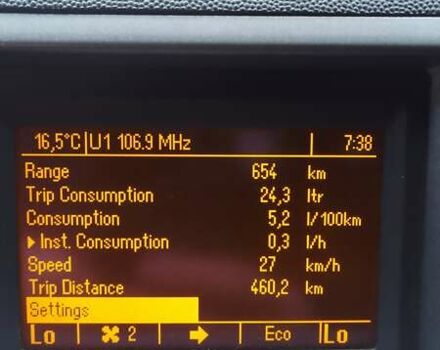 16,5°C U1 106.9 MHz 7:38
Range 654 km
Trip Consumption 24,3 ltr
Consumption 5,2 l/100km
Inst. Consumption 0,3 l/h
Speed 27 km/h
Trip Distance 460,2 km
Settings
Lo 2 Eco Lo